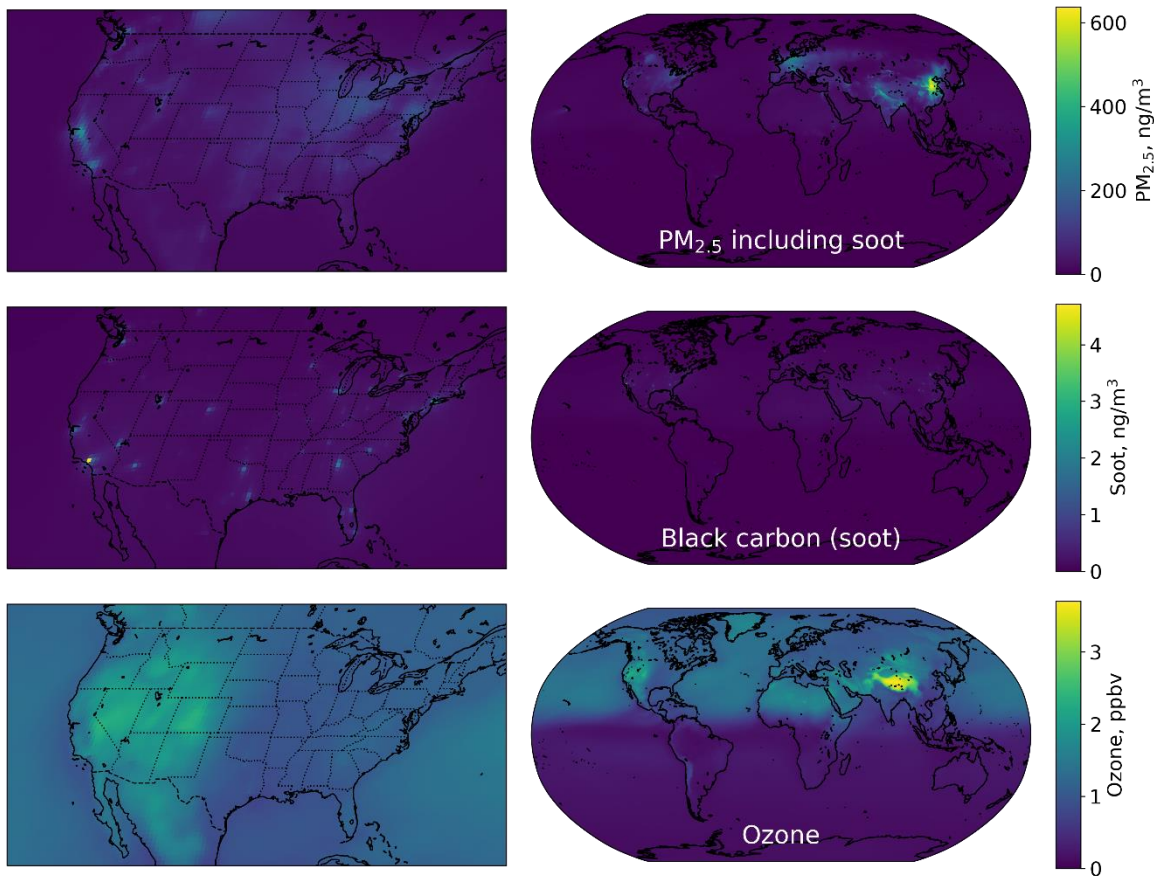 600
400
200
0
PM₂.₅, ng/m³
PM₂.₅ including soot
4
3
2
1
0
Soot, ng/m³
Black carbon (soot)
3
2
1
0
Ozone, ppbv
Ozone